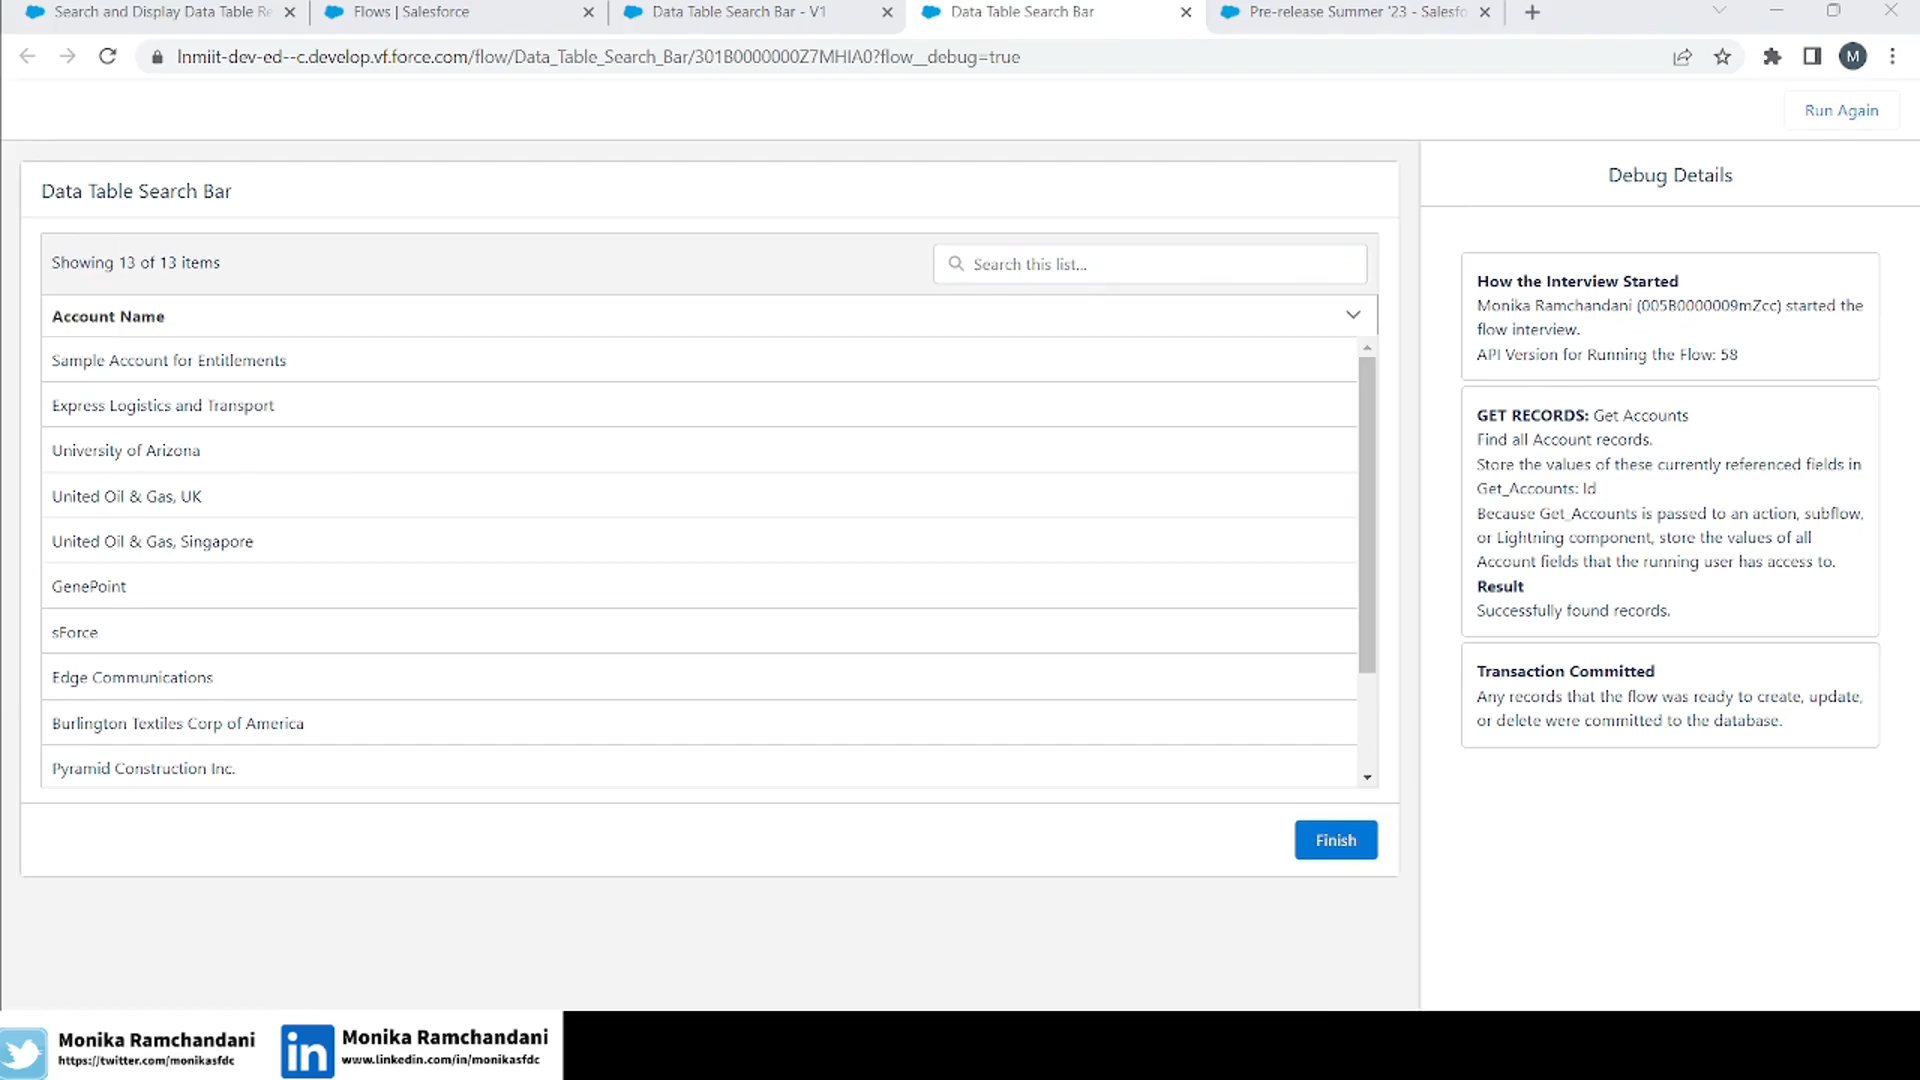 Search and Display Data Table Re
Flows | Salesforce
Data Table Search Bar - V1
Data Table Search Bar
Pre-release Summer '23 - Salesfo
lnmiit-dev-ed--c.develop.vf.force.com/flow/Data_Table_Search_Bar/301B0000000Z7MHIA0?flow__debug=true
M
Run Again
Data Table Search Bar
Showing 13 of 13 items
Search this list...
Account Name
Sample Account for Entitlements
Express Logistics and Transport
University of Arizona
United Oil & Gas, UK
United Oil & Gas, Singapore
GenePoint
sForce
Edge Communications
Burlington Textiles Corp of America
Pyramid Construction Inc.
Finish
Debug Details
How the Interview Started
Monika Ramchandani (005B0000009mZcc) started the
flow interview.
API Version for Running the Flow: 58
GET RECORDS: Get Accounts
Find all Account records.
Store the values of these currently referenced fields in
Get_Accounts: Id
Because Get_Accounts is passed to an action, subflow,
or Lightning component, store the values of all
Account fields that the running user has access to.
Result
Successfully found records.
Transaction Committed
Any records that the flow was ready to create, update,
or delete were committed to the database.
Monika Ramchandani
https://twitter.com/monikasfdc
in
Monika Ramchandani
www.linkedin.com/in/monikasfdc